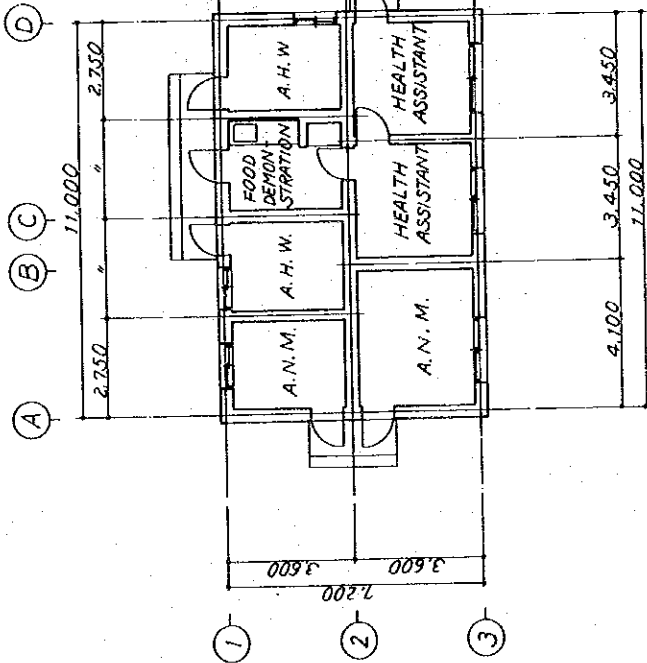 D
C
B
A
11.000
2.750
"
"
2.750
A.H.W
FOOD
DEMON-
STRATION
A.H.W.
A.N.M.
HEALTH
ASSISTANT
HEALTH
ASSISTANT
A.N.M.
3.450
3.450
4.100
11.000
3.600
3.600
7.200
1
2
3